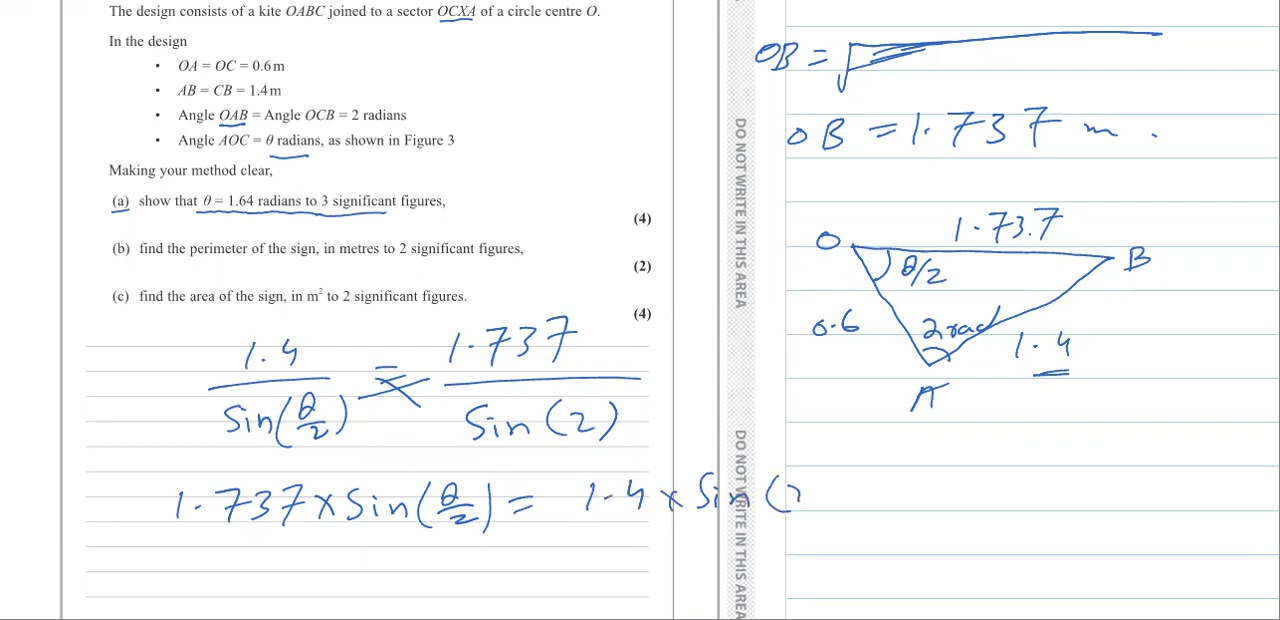 The design consists of a kite OABC joined to a sector OCXA of a circle centre O.
In the design
• OA = OC = 0.6 m
• AB = CB = 1.4 m
• Angle OAB = Angle OCB = 2 radians
• Angle AOC = θ radians, as shown in Figure 3
Making your method clear,
(a) show that θ = 1.64 radians to 3 significant figures,
(4)
(b) find the perimeter of the sign, in metres to 2 significant figures,
(2)
(c) find the area of the sign, in m² to 2 significant figures.
(4)
1.4 / Sin(θ/2) = 1.737 / Sin(2)
1.737 × Sin(θ/2) = 1.4 × Sin(2
DO NOT WRITE IN THIS AREA
DO NOT WRITE IN THIS AREA
OB = √
OB = 1.737 m .
1.73.7
O
B
θ/2
0.6
2 rad
1.4
A